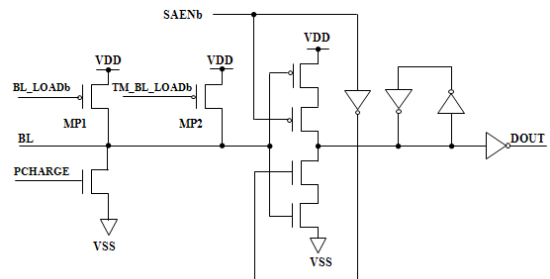 SAENb
VDD
VDD
VDD
BL_LOADb
TM_BL_LOADb
MP1
MP2
BL
DOUT
PCHARGE
VSS
VSS